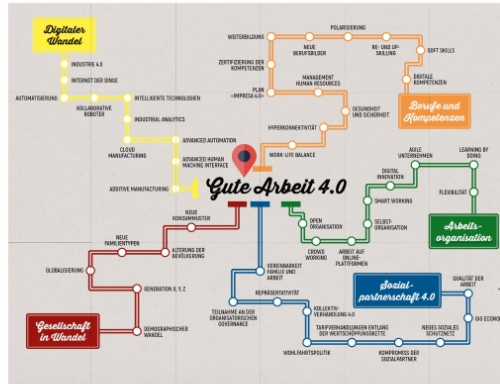 Digitaler
Wandel
INDUSTRIE 4.0
INTERNET DER DINGE
AUTOMATISIERUNG
KOLLABORATIVE
ROBOTER
INTELLIGENTE TECHNOLOGIEN
INDUSTRIAL ANALYTICS
CLOUD
MANUFACTURING
ADVANCED AUTOMATION
ADVANCED HUMAN
MACHINE INTERFACE
ADDITIVE MANUFACTURING
POLARISIERUNG
WEITERBILDUNG
NEUE
BERUFSBILDER
RE- UND UP-
SKILLING
SOFT SKILLS
ZERTIFIZIERUNG DER
KOMPETENZEN
DIGITALE
KOMPETENZEN
PLAN
«IMPRESA 4.0»
MANAGEMENT
HUMAN RESOURCES
Berufe und
Kompetenzen
GESUNDHEIT
UND SICHERHEIT
HYPERKONNEKTIVITÄT
WORK-LIFE BALANCE
Gute Arbeit 4.0
AGILE
UNTERNEHMEN
LEARNING BY
DOING
DIGITAL
INNOVATION
FLEXIBILITÄT
SMART WORKING
OPEN
ORGANISATION
SELBST-
ORGANISATION
CROWD
WORKING
ARBEIT AUF
ONLINE-
PLATTFORMEN
Arbeits-
organisation
NEUE
KONSUMMUSTER
NEUE
FAMILIENTYPEN
ALTERUNG DER
BEVÖLKERUNG
GLOBALISIERUNG
GENERATION X, Y, Z
DEMOGRAPHISCHER
WANDEL
Gesellschaft
in Wandel
VEREINBARKEIT
FAMILIE UND
ARBEIT
REPRÄSENTATIVITÄT
TEILNAHME AN DER
ORGANISATORISCHEN
GOVERNANCE
KOLLEKTIV-
VERHANDLUNG 4.0
Sozial-
partnerschaft 4.0
QUALITÄT DER
ARBEIT
GIG ECONO
TARIFVERHANDLUNGEN ENTLANG
DER WERTSCHÖPFUNGSKETTE
NEUES SOZIALES
SCHUTZNETZ
WOHLFAHRTSPOLITIK
KOMPROMISS DER
SOZIALPARTNER